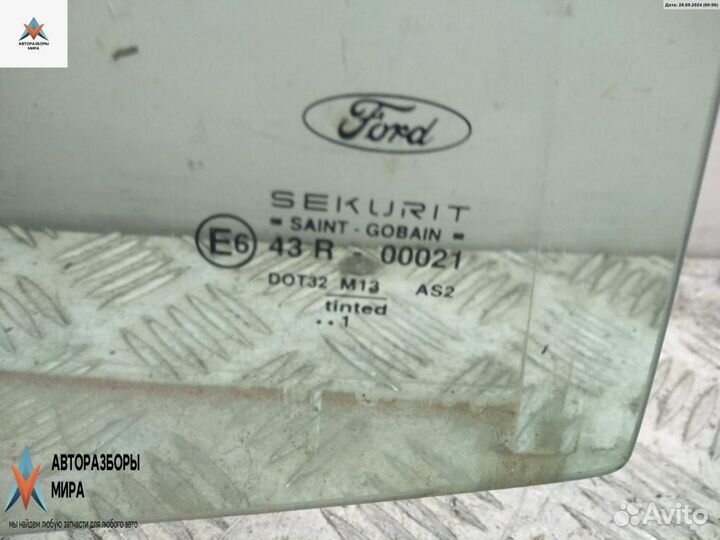 АВТОРАЗБОРЫ
МИРА
Дата: 29.09.2024 (00:06)
Ford
SEKURIT
SAINT - GOBAIN
E6 43 R - 00021
DOT32 M13 AS2
tinted
..1
АВТОРАЗБОРЫ
МИРА
мы найдем любую запчасти для любого авто
Avito